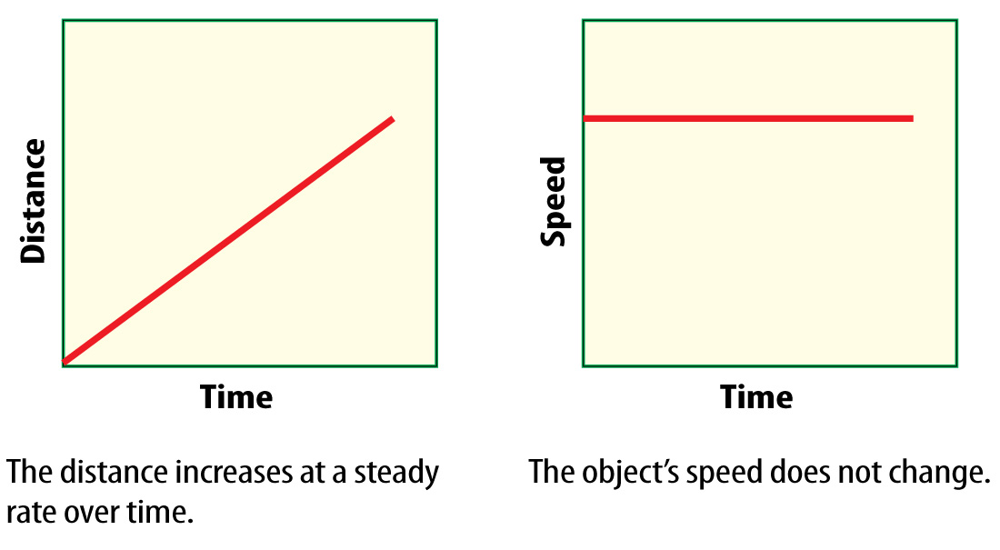 Distance
Time
The distance increases at a steady
rate over time.
Speed
Time
The object’s speed does not change.